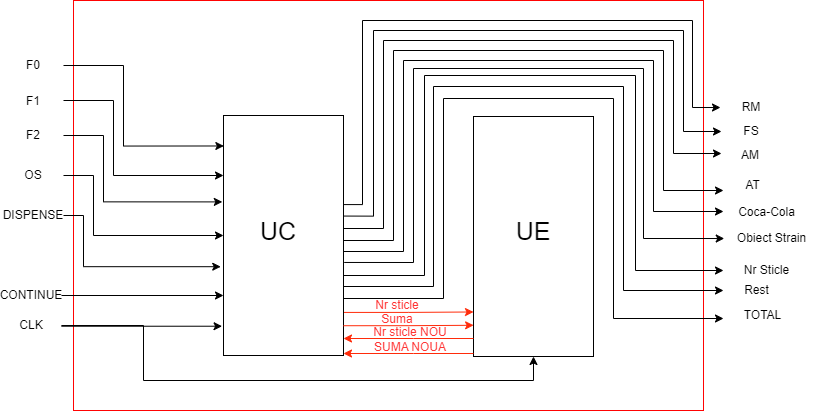 F0
F1
F2
OS
DISPENSE
CONTINUE
CLK
UC
UE
Nr sticle
Suma
Nr sticle NOU
SUMA NOUA
RM
FS
AM
AT
Coca-Cola
Obiect Strain
Nr Sticle
Rest
TOTAL